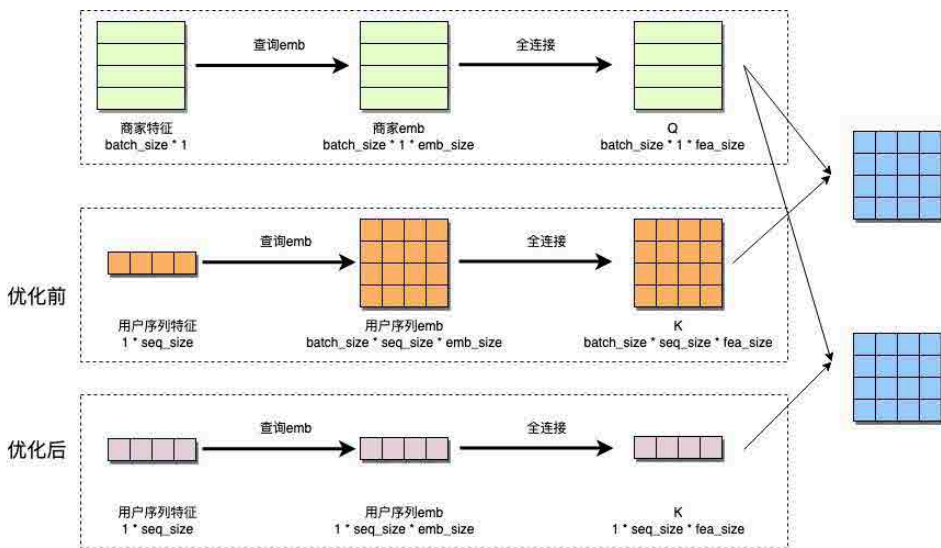 查询emb
全连接
商家特征
batch_size * 1
商家emb
batch_size * 1 * emb_size
Q
batch_size * 1 * fea_size
优化前
查询emb
全连接
用户序列特征
1 * seq_size
用户序列emb
batch_size * seq_size * emb_size
K
batch_size * seq_size * fea_size
优化后
查询emb
全连接
用户序列特征
1 * seq_size
用户序列emb
1 * seq_size * emb_size
K
1 * seq_size * fea_size